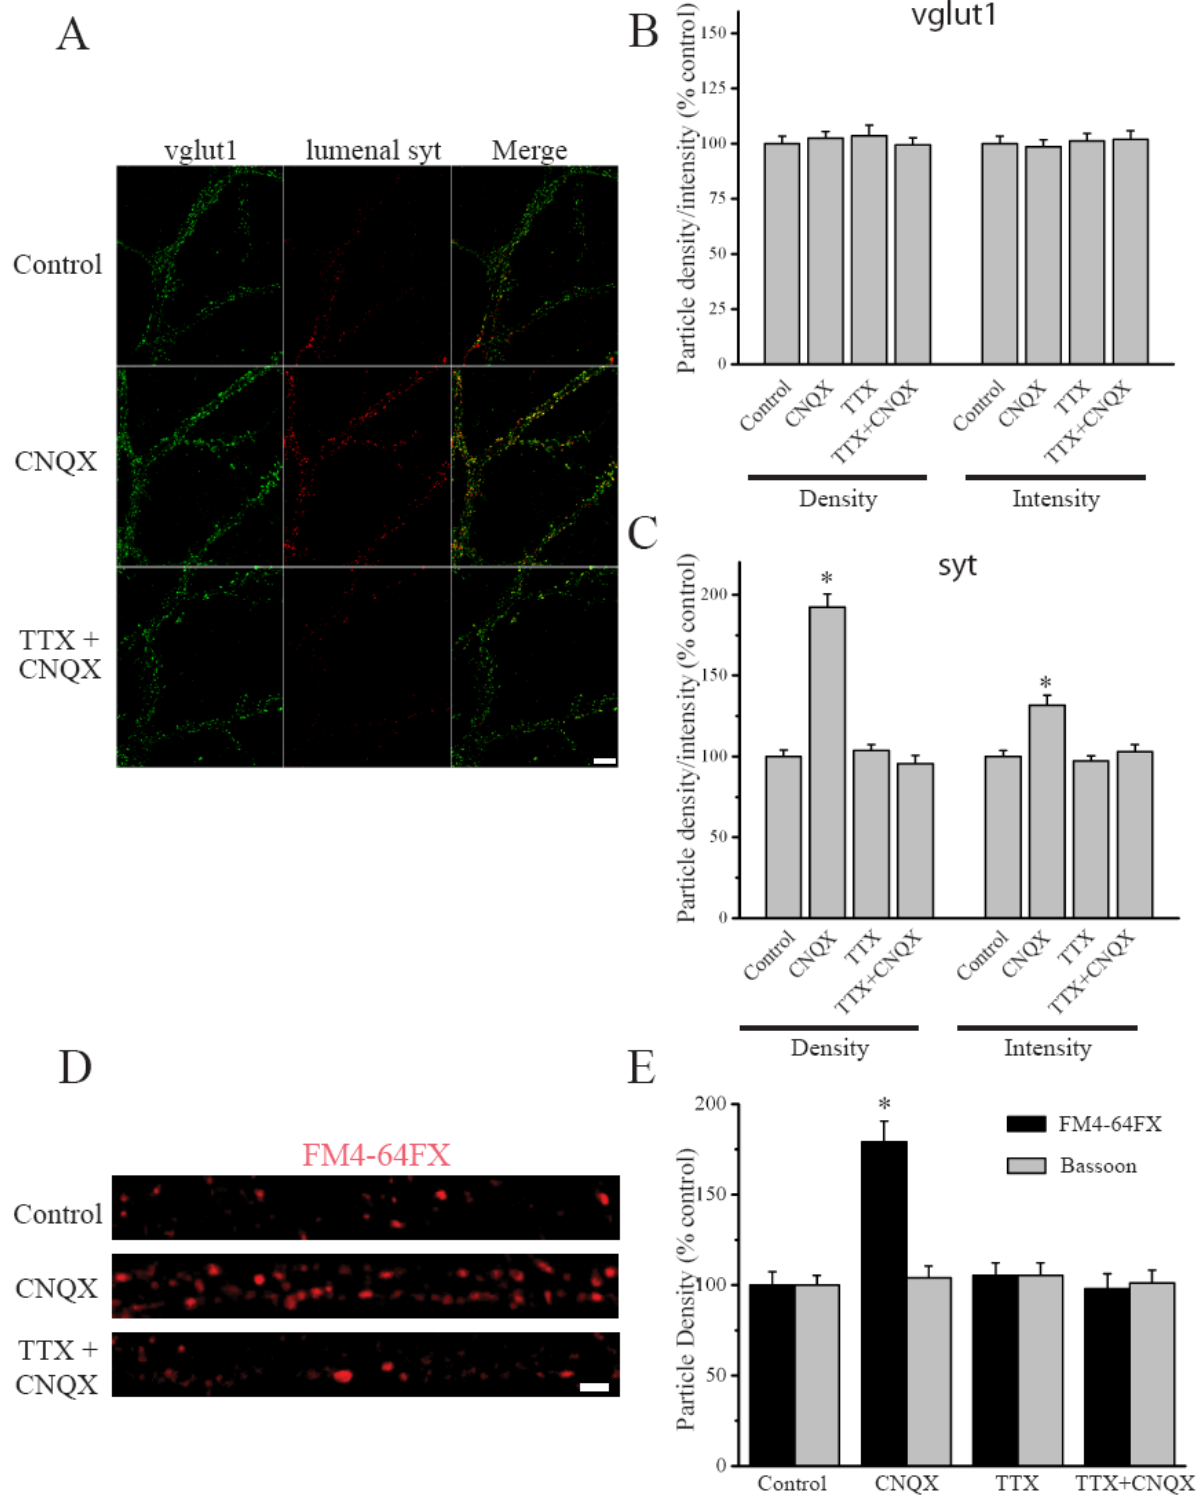 A
vglut1
lumenal syt
Merge
Control
CNQX
TTX +
CNQX
B
vglut1
Particle density/intensity (% control)
150
125
100
75
50
25
0
Control
CNQX
TTX
TTX+CNQX
Control
CNQX
TTX
TTX+CNQX
Density
Intensity
C
syt
Particle density/intensity (% control)
200
150
100
50
0
*
*
Control
CNQX
TTX
TTX+CNQX
Control
CNQX
TTX
TTX+CNQX
Density
Intensity
D
FM4-64FX
Control
CNQX
TTX +
CNQX
E
Particle Density (% control)
200
150
100
50
0
*
FM4-64FX
Bassoon
Control
CNQX
TTX
TTX+CNQX